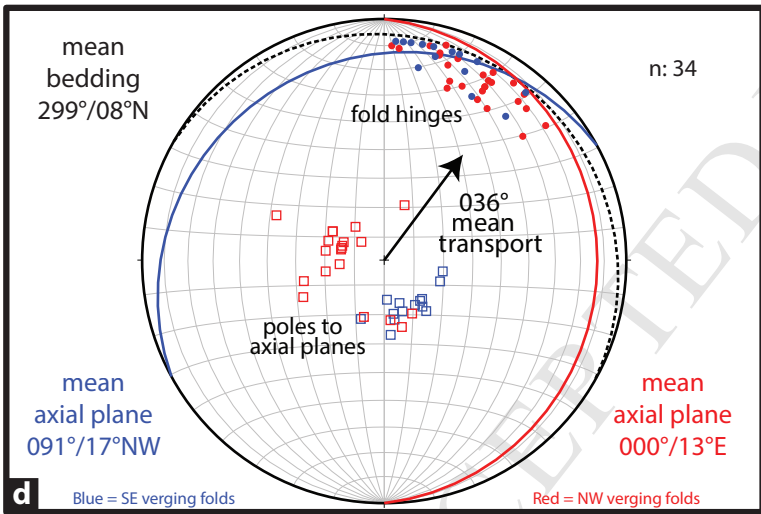 mean
bedding
299°/08°N
n: 34
fold hinges
036°
mean
transport
poles to
axial planes
mean
axial plane
091°/17°NW
mean
axial plane
000°/13°E
d
Blue = SE verging folds
Red = NW verging folds
CEPTED